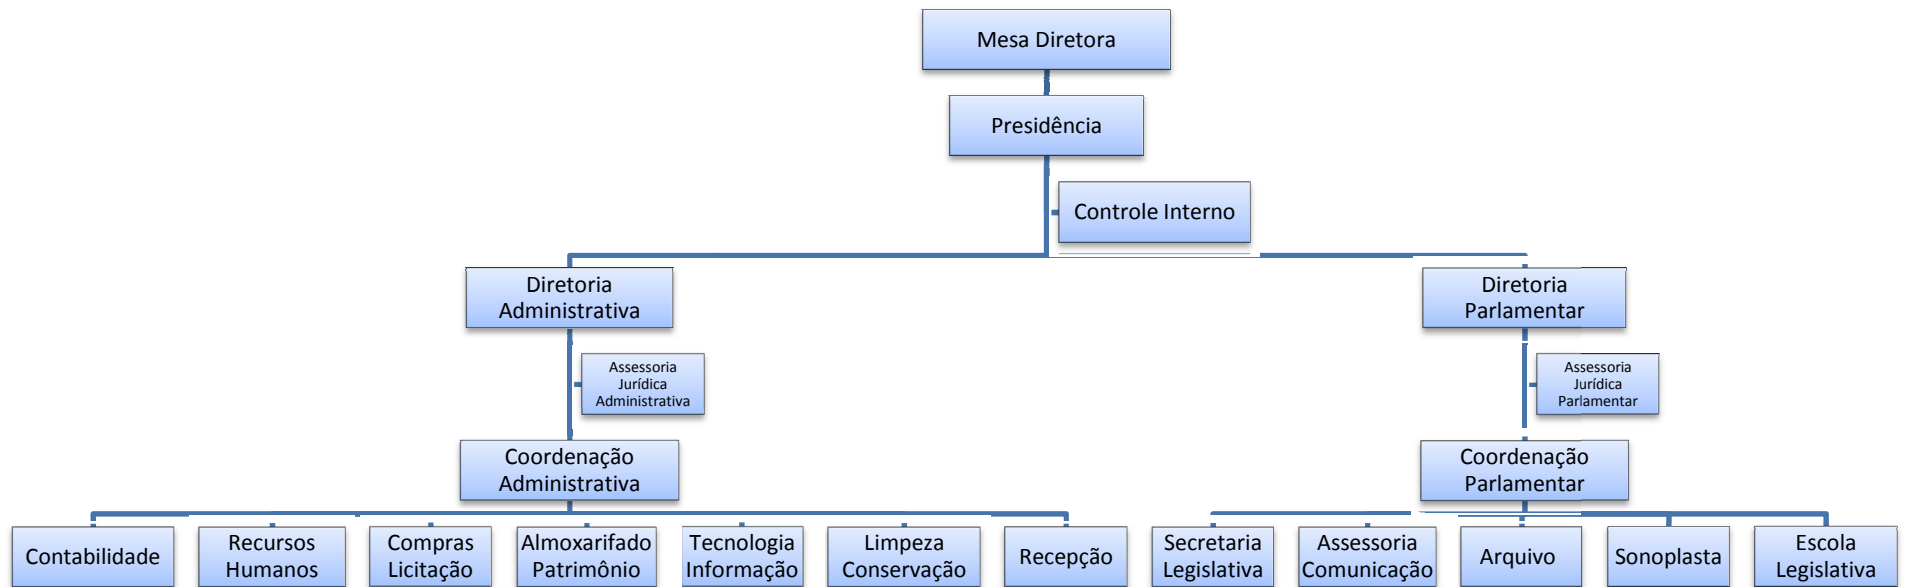 Mesa Diretora
Presidência
Controle Interno
Diretoria
Administrativa
Diretoria
Parlamentar
Assessoria
Jurídica
Administrativa
Assessoria
Jurídica
Parlamentar
Coordenação
Administrativa
Coordenação
Parlamentar
Contabilidade
Recursos
Humanos
Compras
Licitação
Almoxarifado
Patrimônio
Tecnologia
Informação
Limpeza
Conservação
Recepção
Secretaria
Legislativa
Assessoria
Comunicação
Arquivo
Sonoplasta
Escola
Legislativa